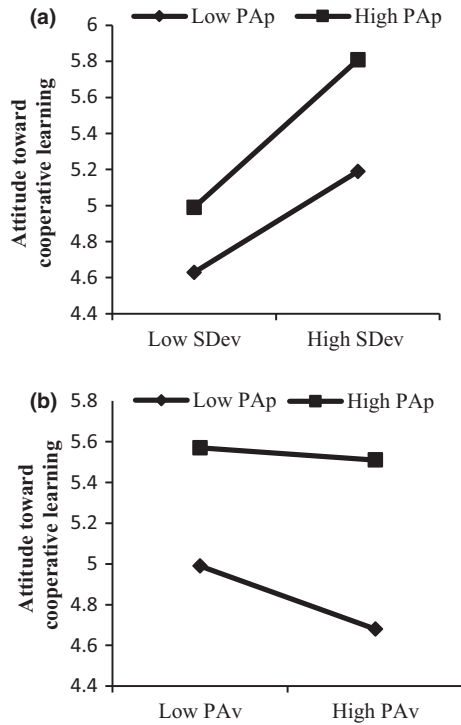 (a)
Low PAp High PAp
6
5.8
5.6
5.4
5.2
5
4.8
4.6
4.4
Attitude toward
cooperative learning
Low SDev High SDev
(b)
Low PAp High PAp
5.8
5.6
5.4
5.2
5
4.8
4.6
4.4
Attitude toward
cooperative learning
Low PAv High PAv